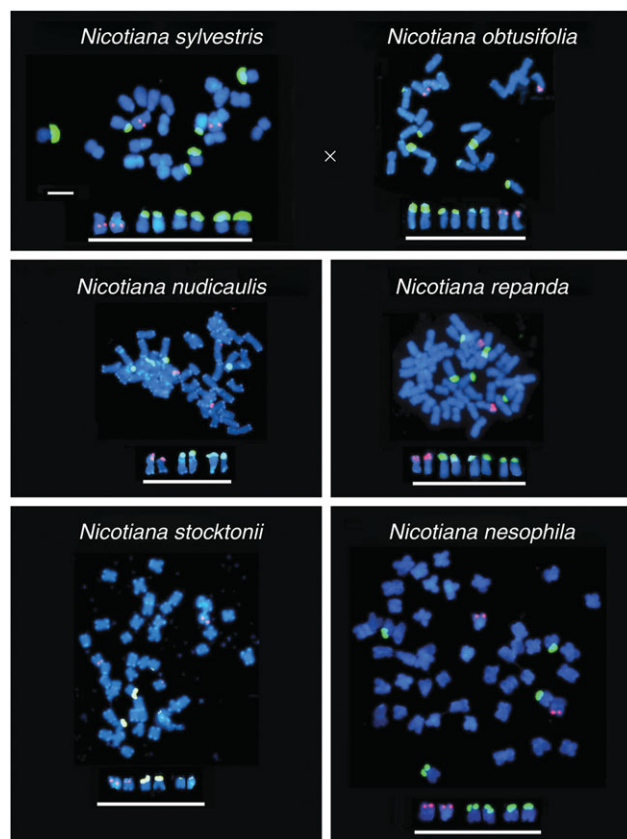 Nicotiana sylvestris
Nicotiana obtusifolia
×
Nicotiana nudicaulis
Nicotiana repanda
Nicotiana stocktonii
Nicotiana nesophila